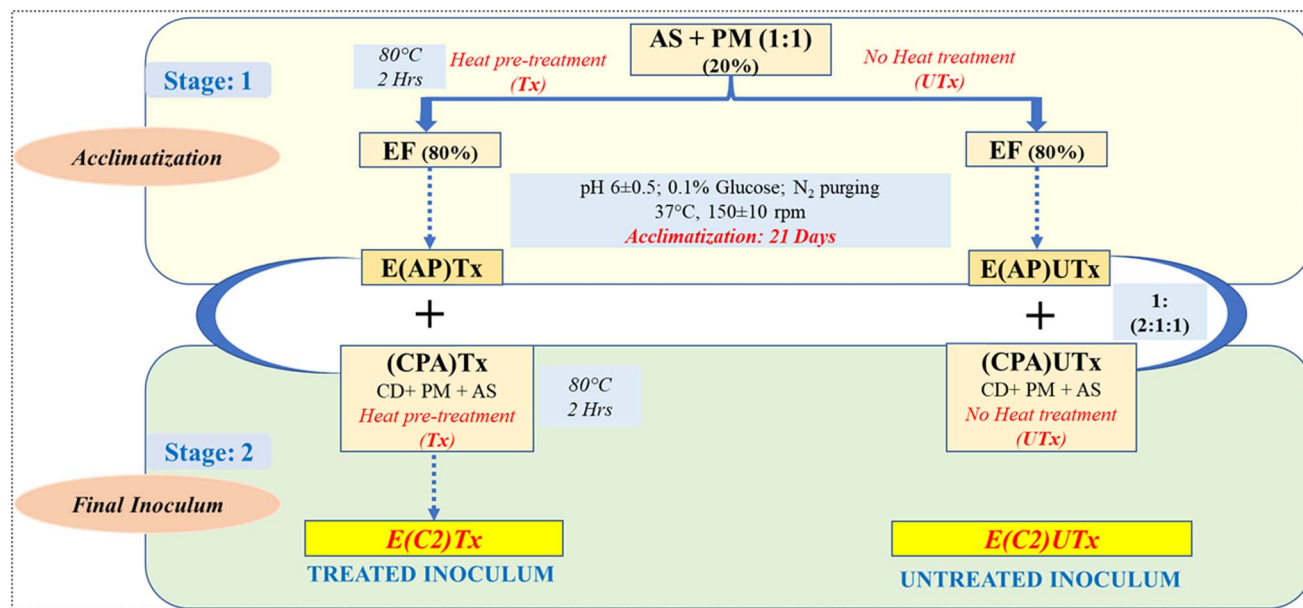 AS + PM (1:1)
(20%)
80°C
2 Hrs
Heat pre-treatment
(Tx)
No Heat treatment
(UTx)
Stage: 1
Acclimatization
EF (80%)
EF (80%)
pH 6±0.5; 0.1% Glucose; N₂ purging
37°C, 150±10 rpm
Acclimatization: 21 Days
E(AP)Tx
E(AP)UTx
+
+
1:
(2:1:1)
(CPA)Tx
CD+ PM + AS
Heat pre-treatment
(Tx)
80°C
2 Hrs
(CPA)UTx
CD+ PM + AS
No Heat treatment
(UTx)
Stage: 2
Final Inoculum
E(C2)Tx
E(C2)UTx
TREATED INOCULUM
UNTREATED INOCULUM